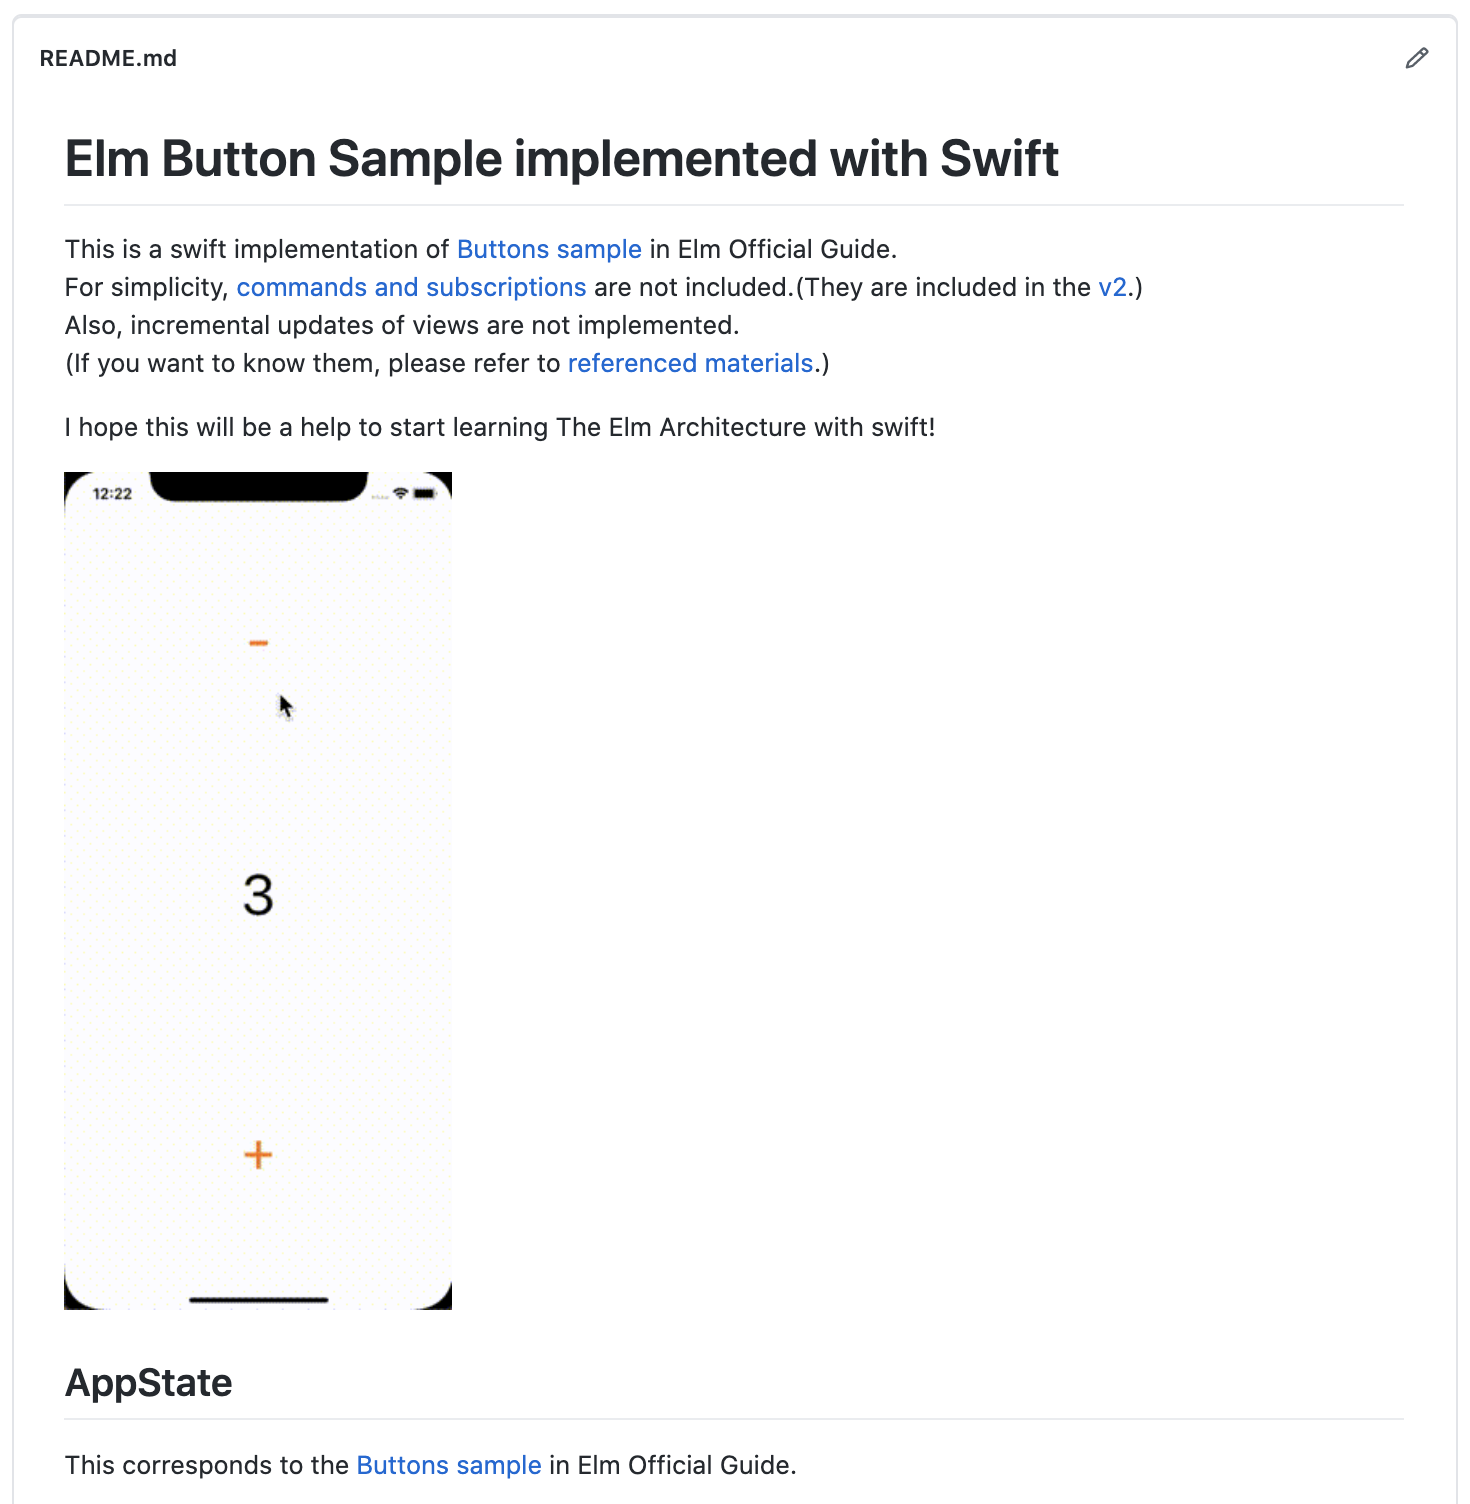 README.md
Elm Button Sample implemented with Swift
This is a swift implementation of Buttons sample in Elm Official Guide.
For simplicity, commands and subscriptions are not included.(They are included in the v2.)
Also, incremental updates of views are not implemented.
(If you want to know them, please refer to referenced materials.)
I hope this will be a help to start learning The Elm Architecture with swift!
12:22
-
3
+
AppState
This corresponds to the Buttons sample in Elm Official Guide.